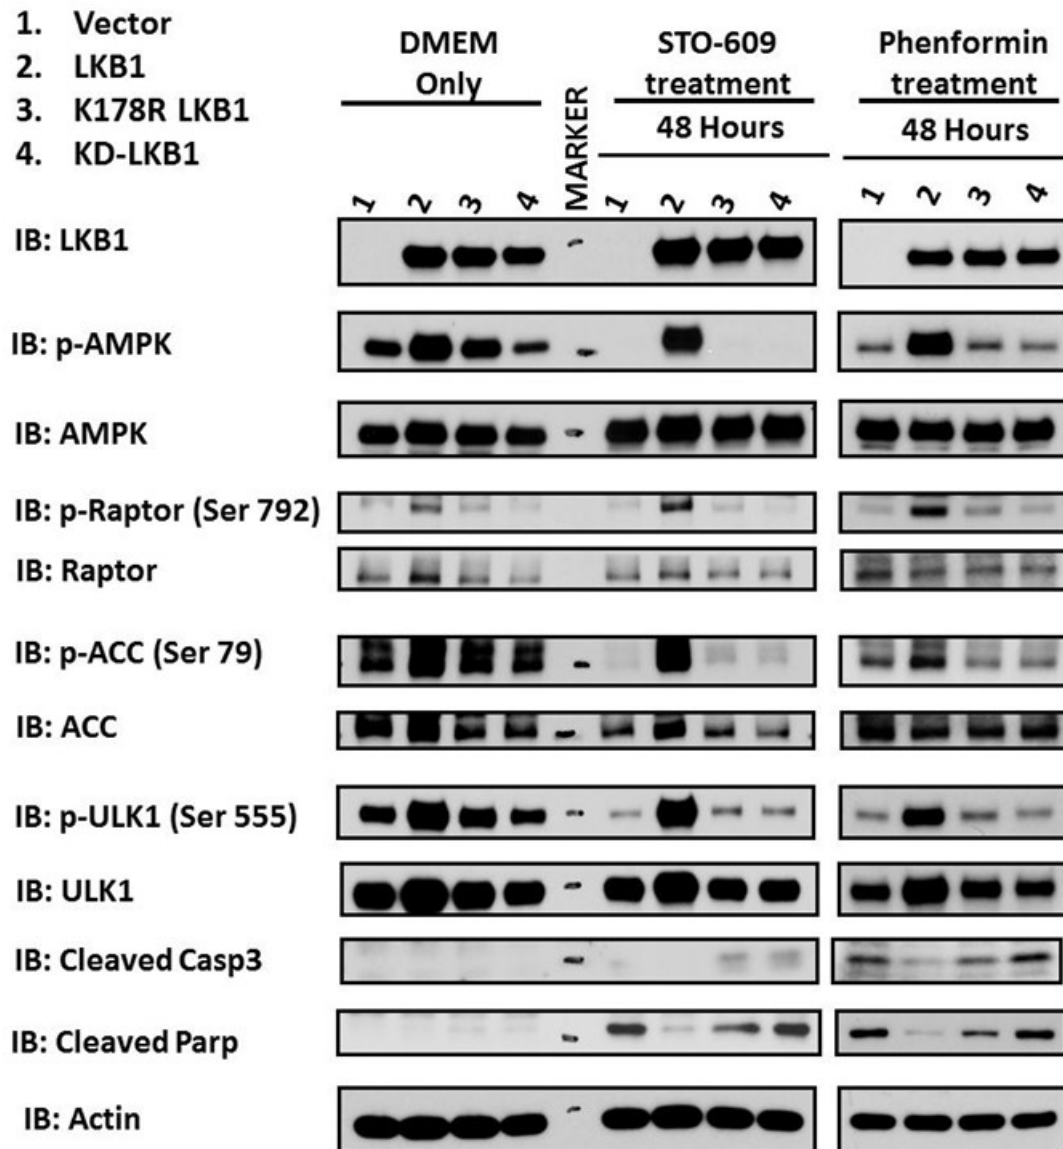 1. Vector
2. LKB1
3. K178R LKB1
4. KD-LKB1
DMEM
Only
MARKER
STO-609
treatment
48 Hours
Phenformin
treatment
48 Hours
1 2 3 4 1 2 3 4 1 2 3 4
IB: LKB1
IB: p-AMPK
IB: AMPK
IB: p-Raptor (Ser 792)
IB: Raptor
IB: p-ACC (Ser 79)
IB: ACC
IB: p-ULK1 (Ser 555)
IB: ULK1
IB: Cleaved Casp3
IB: Cleaved Parp
IB: Actin